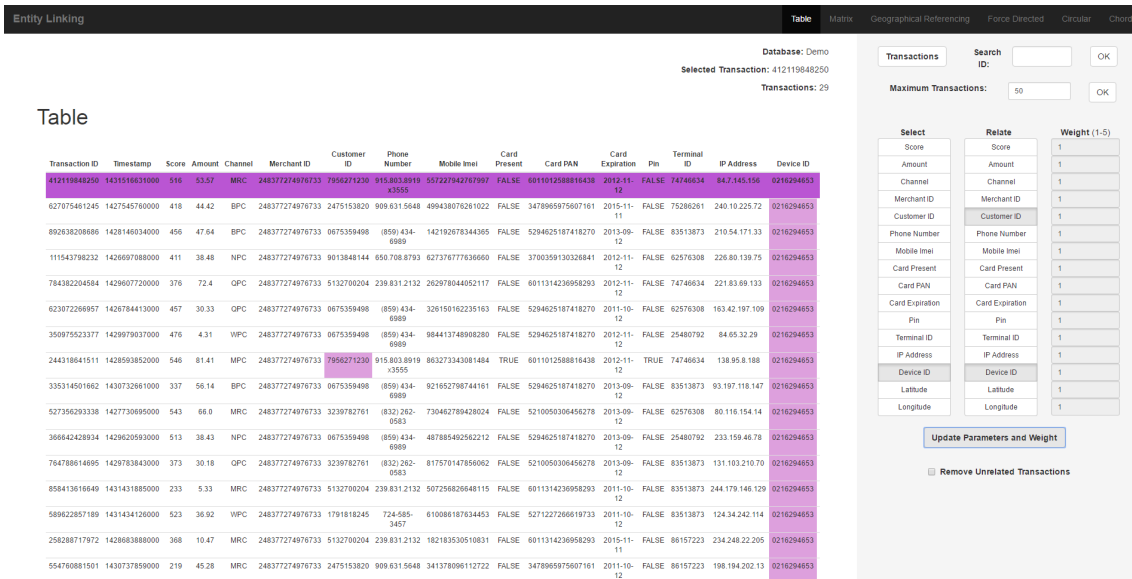 Entity Linking
Table Matrix Geographical Referencing Force Directed Circular Chord
Database: Demo
Selected Transaction: 412119848250
Transactions: 29
Table
Transaction ID Timestamp Score Amount Channel Merchant ID Customer ID Phone Number Mobile Imei Card Present Card PAN Card Expiration Pin Terminal ID IP Address Device ID
412119848250 1431516631000 516 53.57 MRC 248377274976733 7956271230 915.803.8919 x3555 557227942767997 FALSE 6011012588816438 2012-11-12 FALSE 74746634 84.7.145.156 0216294653
627075461245 1427545760000 418 44.42 BPC 248377274976733 2475153820 909.631.5648 499438076261022 FALSE 3478965975607161 2015-11-11 FALSE 75286261 240.10.225.72 0216294653
892638208686 1428146034000 456 47.64 BPC 248377274976733 0675359498 (859) 434-6989 142192678344365 FALSE 5294625187418270 2013-09-12 FALSE 83513873 210.54.171.33 0216294653
111543798232 1426697088000 411 38.48 NPC 248377274976733 9013848144 650.708.8793 627376777636660 FALSE 3700359130326841 2012-11-12 FALSE 62576308 226.80.139.75 0216294653
784382204584 1429607720000 376 72.4 QPC 248377274976733 5132700204 239.831.2132 262978044052117 FALSE 6011314236958293 2012-11-12 FALSE 74746634 221.83.69.133 0216294653
623072266957 1426784413000 457 30.33 QPC 248377274976733 0675359498 (859) 434-6989 326150162235163 FALSE 5294625187418270 2011-10-12 FALSE 83513873 163.42.197.109 0216294653
350975523377 1429979037000 476 4.31 WPC 248377274976733 0675359498 (859) 434-6989 984413748908280 FALSE 5294625187418270 2012-11-12 FALSE 25480792 84.65.32.29 0216294653
244318641511 1428593852000 546 81.41 MPC 248377274976733 7956271230 915.803.8919 x3555 863273343081484 TRUE 6011012588816438 2012-11-12 TRUE 74746634 138.95.8.188 0216294653
335314501662 1430732661000 337 56.14 BPC 248377274976733 0675359498 (859) 434-6989 921652798744161 FALSE 5294625187418270 2013-09-12 FALSE 83513873 93.197.118.147 0216294653
527356293338 1427730695000 543 66.0 MRC 248377274976733 3239782761 (832) 262-0583 730462789428024 FALSE 5210050306456278 2013-09-12 FALSE 62576308 80.116.154.14 0216294653
366642428934 1429620593000 513 38.43 NPC 248377274976733 0675359498 (859) 434-6989 487885492562212 FALSE 5294625187418270 2013-09-12 FALSE 25480792 233.159.46.78 0216294653
764788614695 1429783843000 373 30.18 QPC 248377274976733 3239782761 (832) 262-0583 817570147856062 FALSE 5210050306456278 2013-09-12 FALSE 83513873 131.103.210.70 0216294653
858413616649 1431431885000 233 5.33 MRC 248377274976733 5132700204 239.831.2132 507256826648115 FALSE 6011314236958293 2011-10-12 FALSE 83513873 244.179.146.129 0216294653
589622857189 1431434126000 523 36.92 WPC 248377274976733 1791818245 724-585-3457 610086187634453 FALSE 5271227266619733 2011-10-12 FALSE 83513873 124.34.242.114 0216294653
258288717972 1428683888000 368 10.47 MRC 248377274976733 5132700204 239.831.2132 182183530510831 FALSE 6011314236958293 2015-11-11 FALSE 86157223 234.248.22.205 0216294653
554760881501 1430737859000 219 45.28 MRC 248377274976733 2475153820 909.631.5648 341378096112722 FALSE 3478965975607161 2011-10-12 FALSE 86157223 198.194.202.13 0216294653
Transactions Search ID: OK
Maximum Transactions: 50 OK
Select Relate Weight (1-5)
Score Score 1
Amount Amount 1
Channel Channel 1
Merchant ID Merchant ID 1
Customer ID Customer ID 1
Phone Number Phone Number 1
Mobile Imei Mobile Imei 1
Card Present Card Present 1
Card PAN Card PAN 1
Card Expiration Card Expiration 1
Pin Pin 1
Terminal ID Terminal ID 1
IP Address IP Address 1
Device ID Device ID 1
Latitude Latitude 1
Longitude Longitude 1
Update Parameters and Weight
Remove Unrelated Transactions